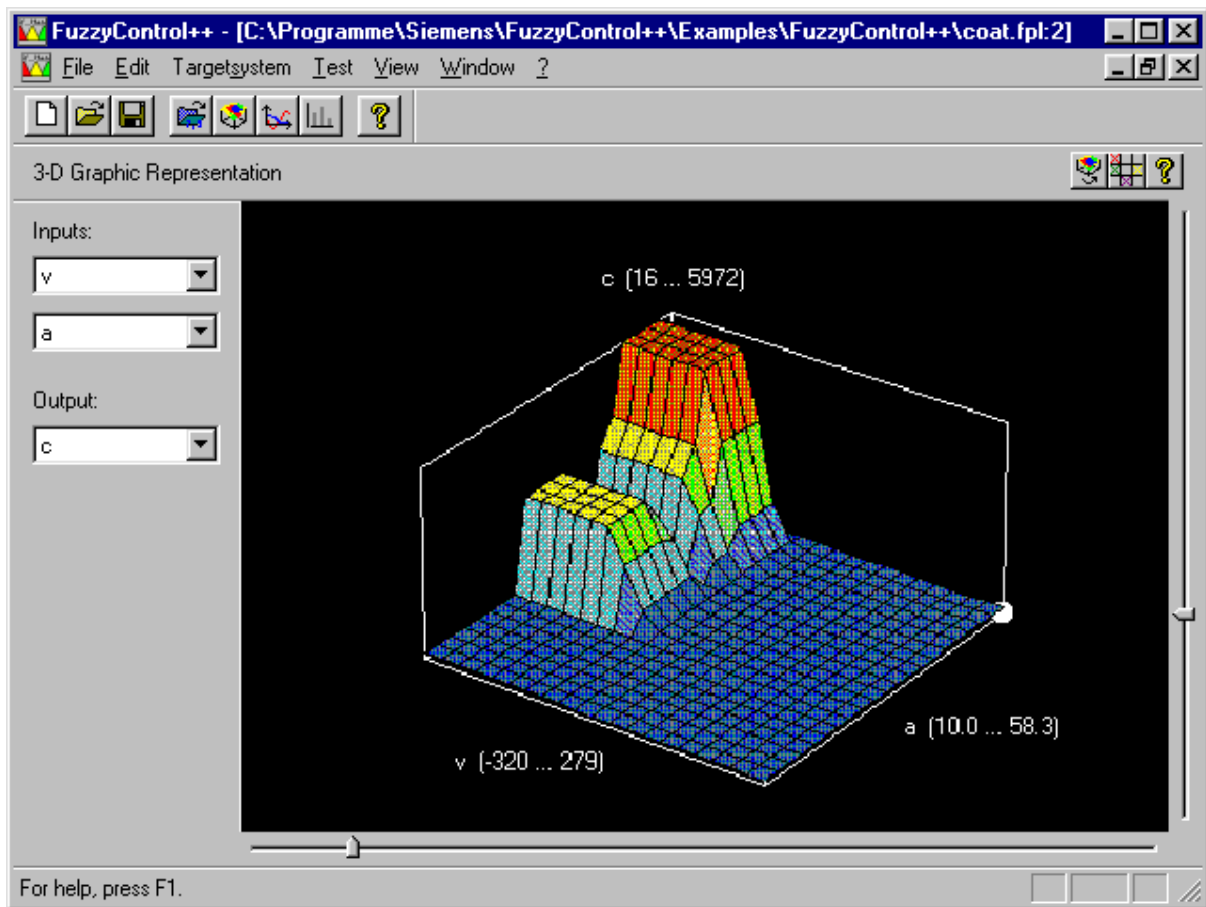 FuzzyControl++ - [C:\Programme\Siemens\FuzzyControl++\Examples\FuzzyControl++\coat.fpl:2]
File Edit Targetsystem Test View Window ?
3-D Graphic Representation
Inputs:
v
a
Output:
c
c (16 ... 5972)
a (10.0 ... 58.3)
v (-320 ... 279)
For help, press F1.